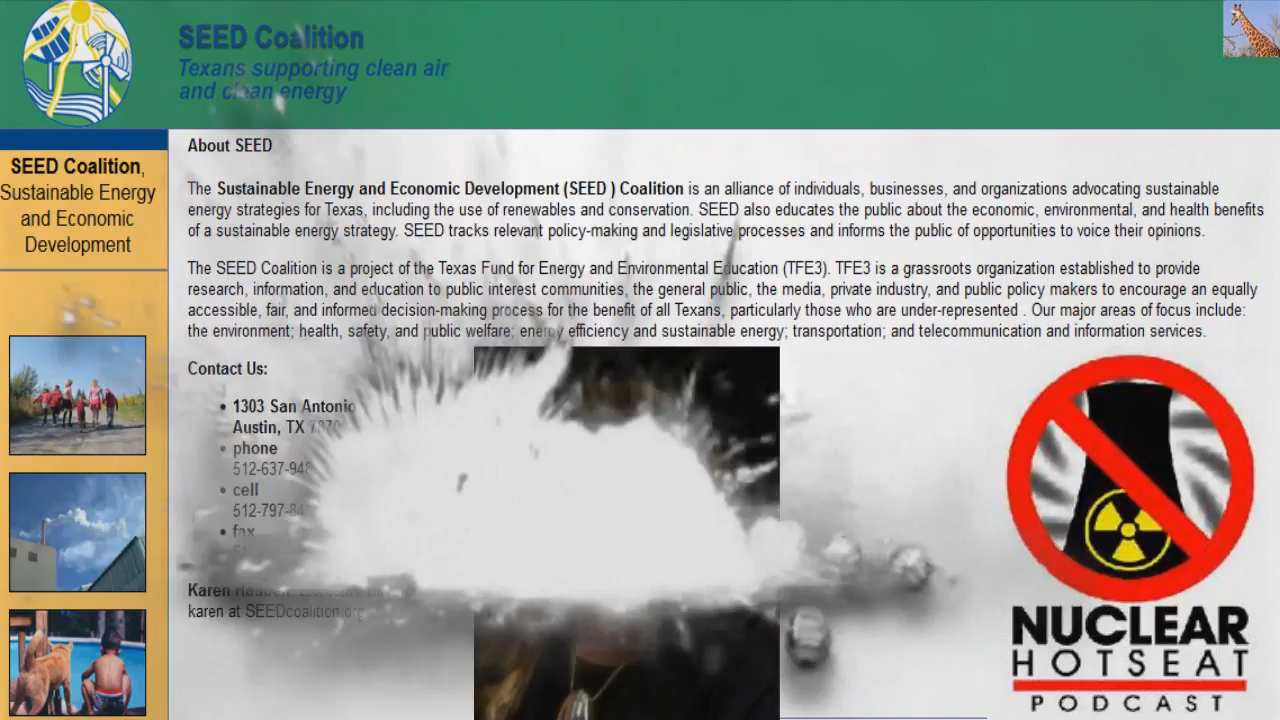 SEED Coalition
Texans supporting clean air
and clean energy
SEED Coalition,
Sustainable Energy
and Economic
Development
About SEED
The Sustainable Energy and Economic Development (SEED ) Coalition is an alliance of individuals, businesses, and organizations advocating sustainable
energy strategies for Texas, including the use of renewables and conservation. SEED also educates the public about the economic, environmental, and health benefits
of a sustainable energy strategy. SEED tracks relevant policy-making and legislative processes and informs the public of opportunities to voice their opinions.
The SEED Coalition is a project of the Texas Fund for Energy and Environmental Education (TFE3). TFE3 is a grassroots organization established to provide
research, information, and education to public interest communities, the general public, the media, private industry, and public policy makers to encourage an equally
accessible, fair, and informed decision-making process for the benefit of all Texans, particularly those who are under-represented . Our major areas of focus include:
the environment; health, safety, and public welfare; energy efficiency and sustainable energy; transportation; and telecommunication and information services.
Contact Us:
• 1303 San Antonio
Austin, TX
• phone
512-637-94
• cell
512-797-84
• fax
Karen
karen at SEEDcoalition.org
NUCLEAR
HOTSEAT
PODCAST